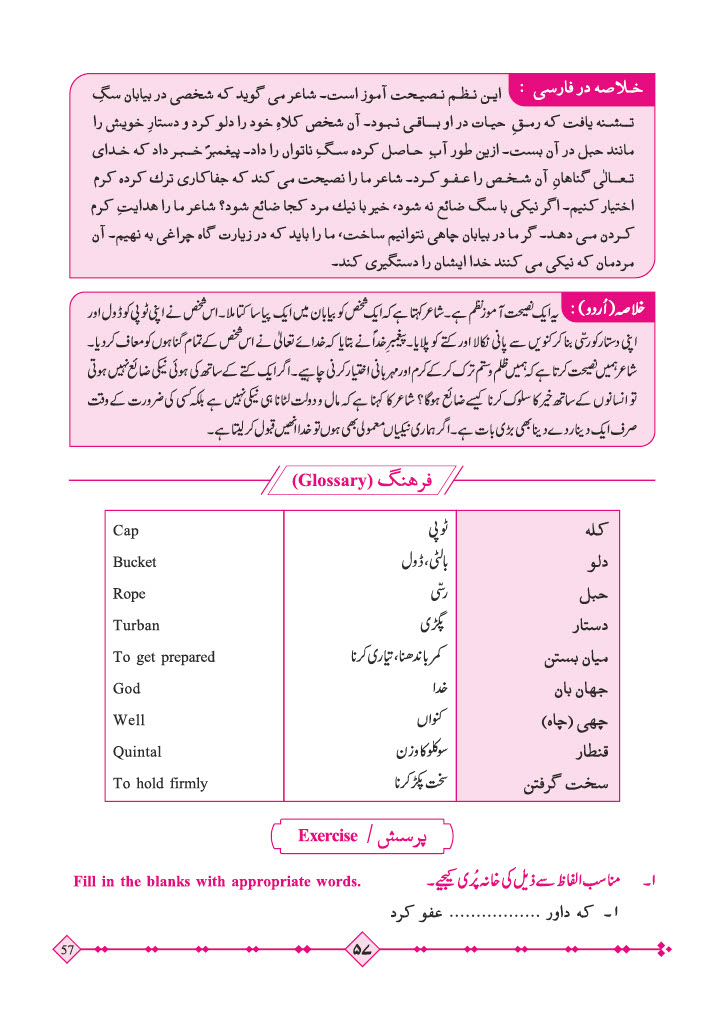 خلاصه در فارسی : این نظم نصیحت آموز است۔ شاعر می گوید که شخصی در بیابان سگِ
تشنه یافت که رمقِ حیات در او باقی نبود۔ آن شخص کلاهِ خود را دلو کرد و دستارِ خویش را
مانند حبل در آن بست۔ ازین طور آب حاصل کرده سگِ ناتوان را داد۔ پیغمبرؐ خبر داد که خدای
تعالٰی گناهانِ آن شخص را عفو کرد۔ شاعر ما را نصیحت می کند که جفاکاری ترك کرده کرم
اختیار کنیم۔ اگر نیکی با سگ ضائع نه شود، خیر با نیك مرد کجا ضائع شود؟ شاعر ما را هدایتِ کرم
کردن می دهد۔ گر ما در بیابان چاهی نتوانیم ساخت، ما را باید که در زیارت گاه چراغی به نهیم۔ آن
مردمان که نیکی می کنند خدا ایشان را دستگیری کند۔
خلاصہ (اُردو) : یہ ایک نصیحت آموز نظم ہے۔ شاعر کہتا ہے کہ ایک شخص کو بیابان میں ایک پیاسا کتا ملا۔ اس شخص نے اپنی ٹوپی کو ڈول اور
اپنی دستار کو رسّی بنا کر کنویں سے پانی نکالا اور کتے کو پلایا۔ پیغمبرِ خداؐ نے بتایا کہ خدائے تعالیٰ نے اس شخص کے تمام گناہوں کو معاف کردیا۔
شاعر ہمیں نصیحت کرتا ہے کہ ہمیں ظلم و ستم ترک کر کے کرم اور مہربانی اختیار کرنی چاہیے۔ اگر ایک کتے کے ساتھ کی ہوئی نیکی ضائع نہیں ہوتی
تو انسانوں کے ساتھ خیر کا سلوک کرنا کیسے ضائع ہوگا؟ شاعر کا کہنا ہے کہ مال و دولت لٹانا ہی نیکی نہیں ہے بلکہ کسی کی ضرورت کے وقت
صرف ایک دینار دے دینا بھی بڑی بات ہے۔ اگر ہماری نیکیاں معمولی بھی ہوں تو خدا انھیں قبول کر لیتا ہے۔
فرهنگ (Glossary)
کله ٹوپی Cap
دلو بالٹی، ڈول Bucket
حبل رسّی Rope
دستار پگڑی Turban
میان بستن کمر باندھنا، تیاری کرنا To get prepared
جهان بان خدا God
چهی (چاه) کنواں Well
قنطار سو کلو کا وزن Quintal
سخت گرفتن سخت پکڑ کرنا To hold firmly
پرسش / Exercise
۱۔ مناسب الفاظ سے ذیل کی خانہ پُری کیجیے۔ Fill in the blanks with appropriate words.
۱۔ که داور ................. عفو کرد
57 ۵۷